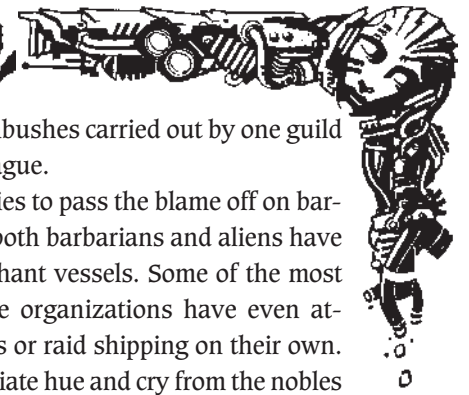 bushes carried out by one guild
ague.
ies to pass the blame off on bar-
both barbarians and aliens have
hant vessels. Some of the most
e organizations have even at-
s or raid shipping on their own.
iate hue and cry from the nobles